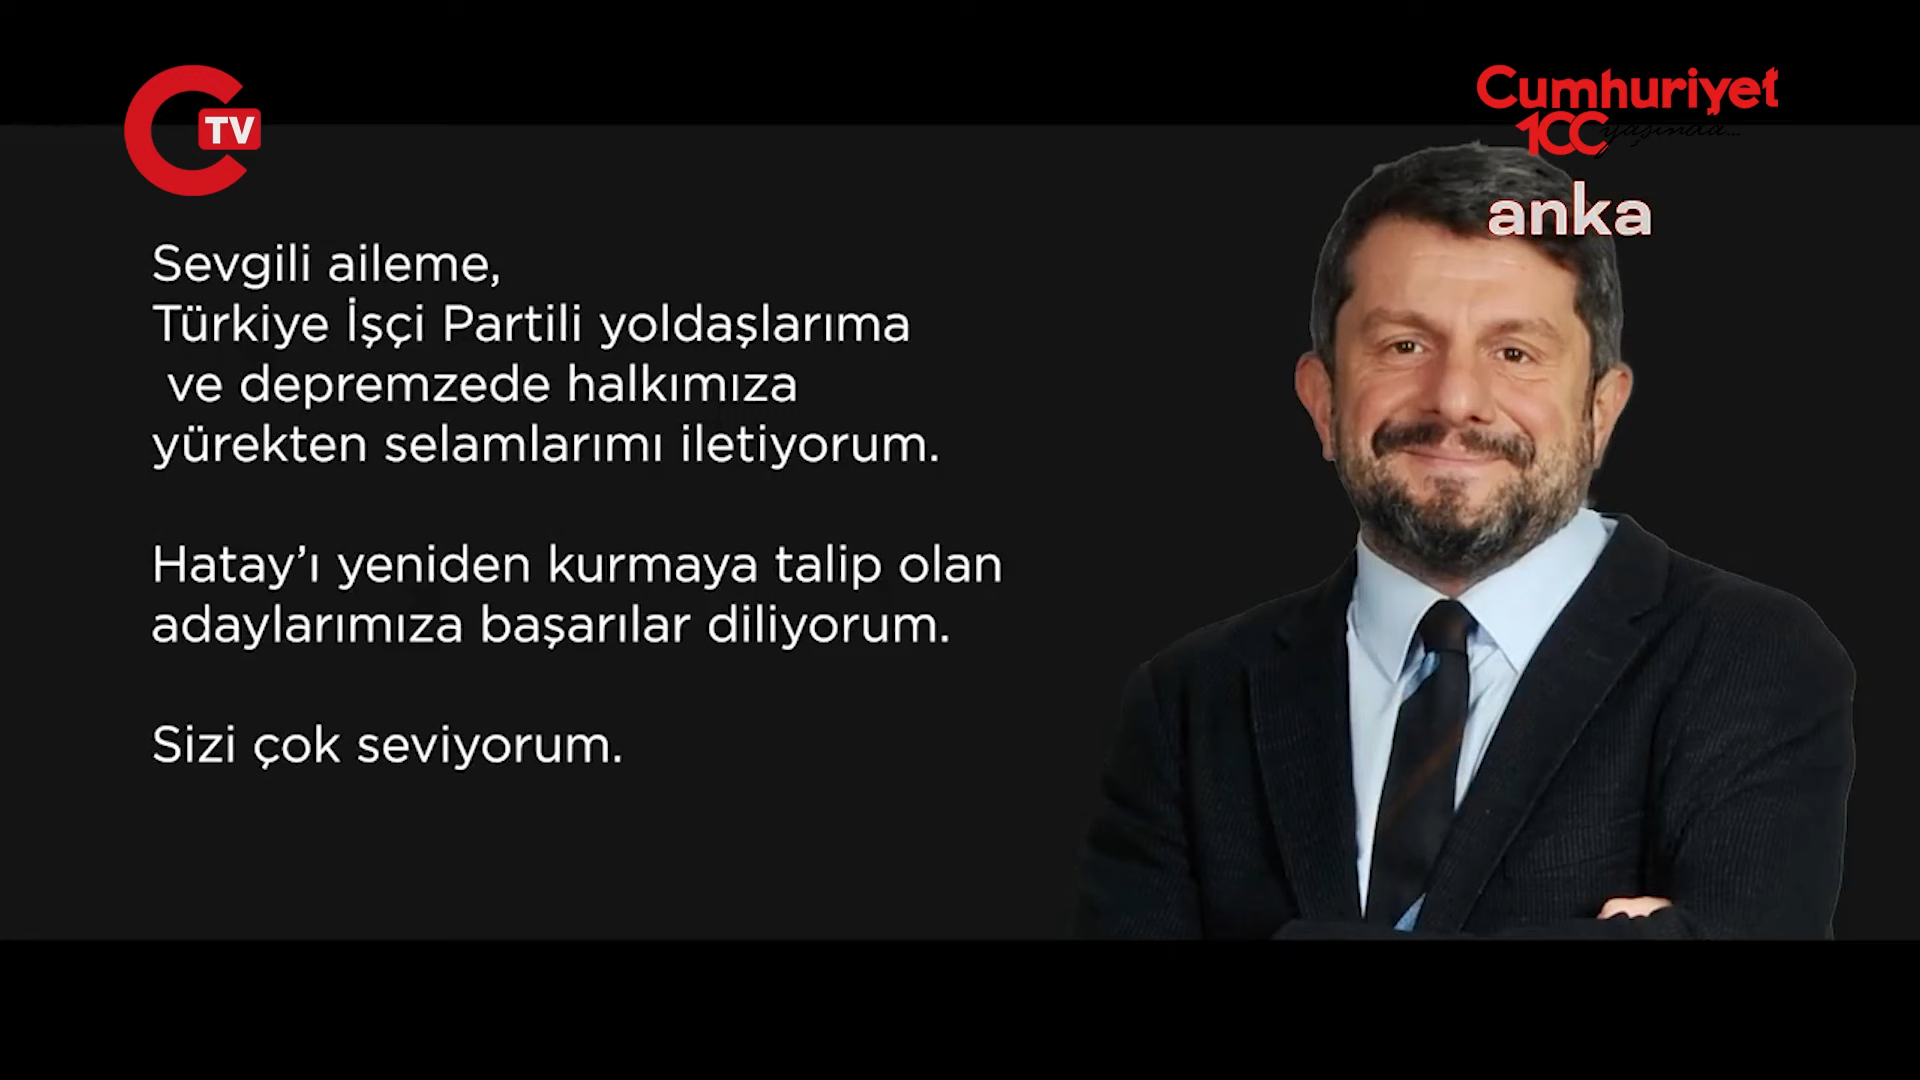 TV
Cumhuriyet
100 yaşında...
anka
Sevgili aileme,
Türkiye İşçi Partili yoldaşlarıma
ve depremzede halkımıza
yürekten selamlarımı iletiyorum.
Hatay’ı yeniden kurmaya talip olan
adaylarımıza başarılar diliyorum.
Sizi çok seviyorum.